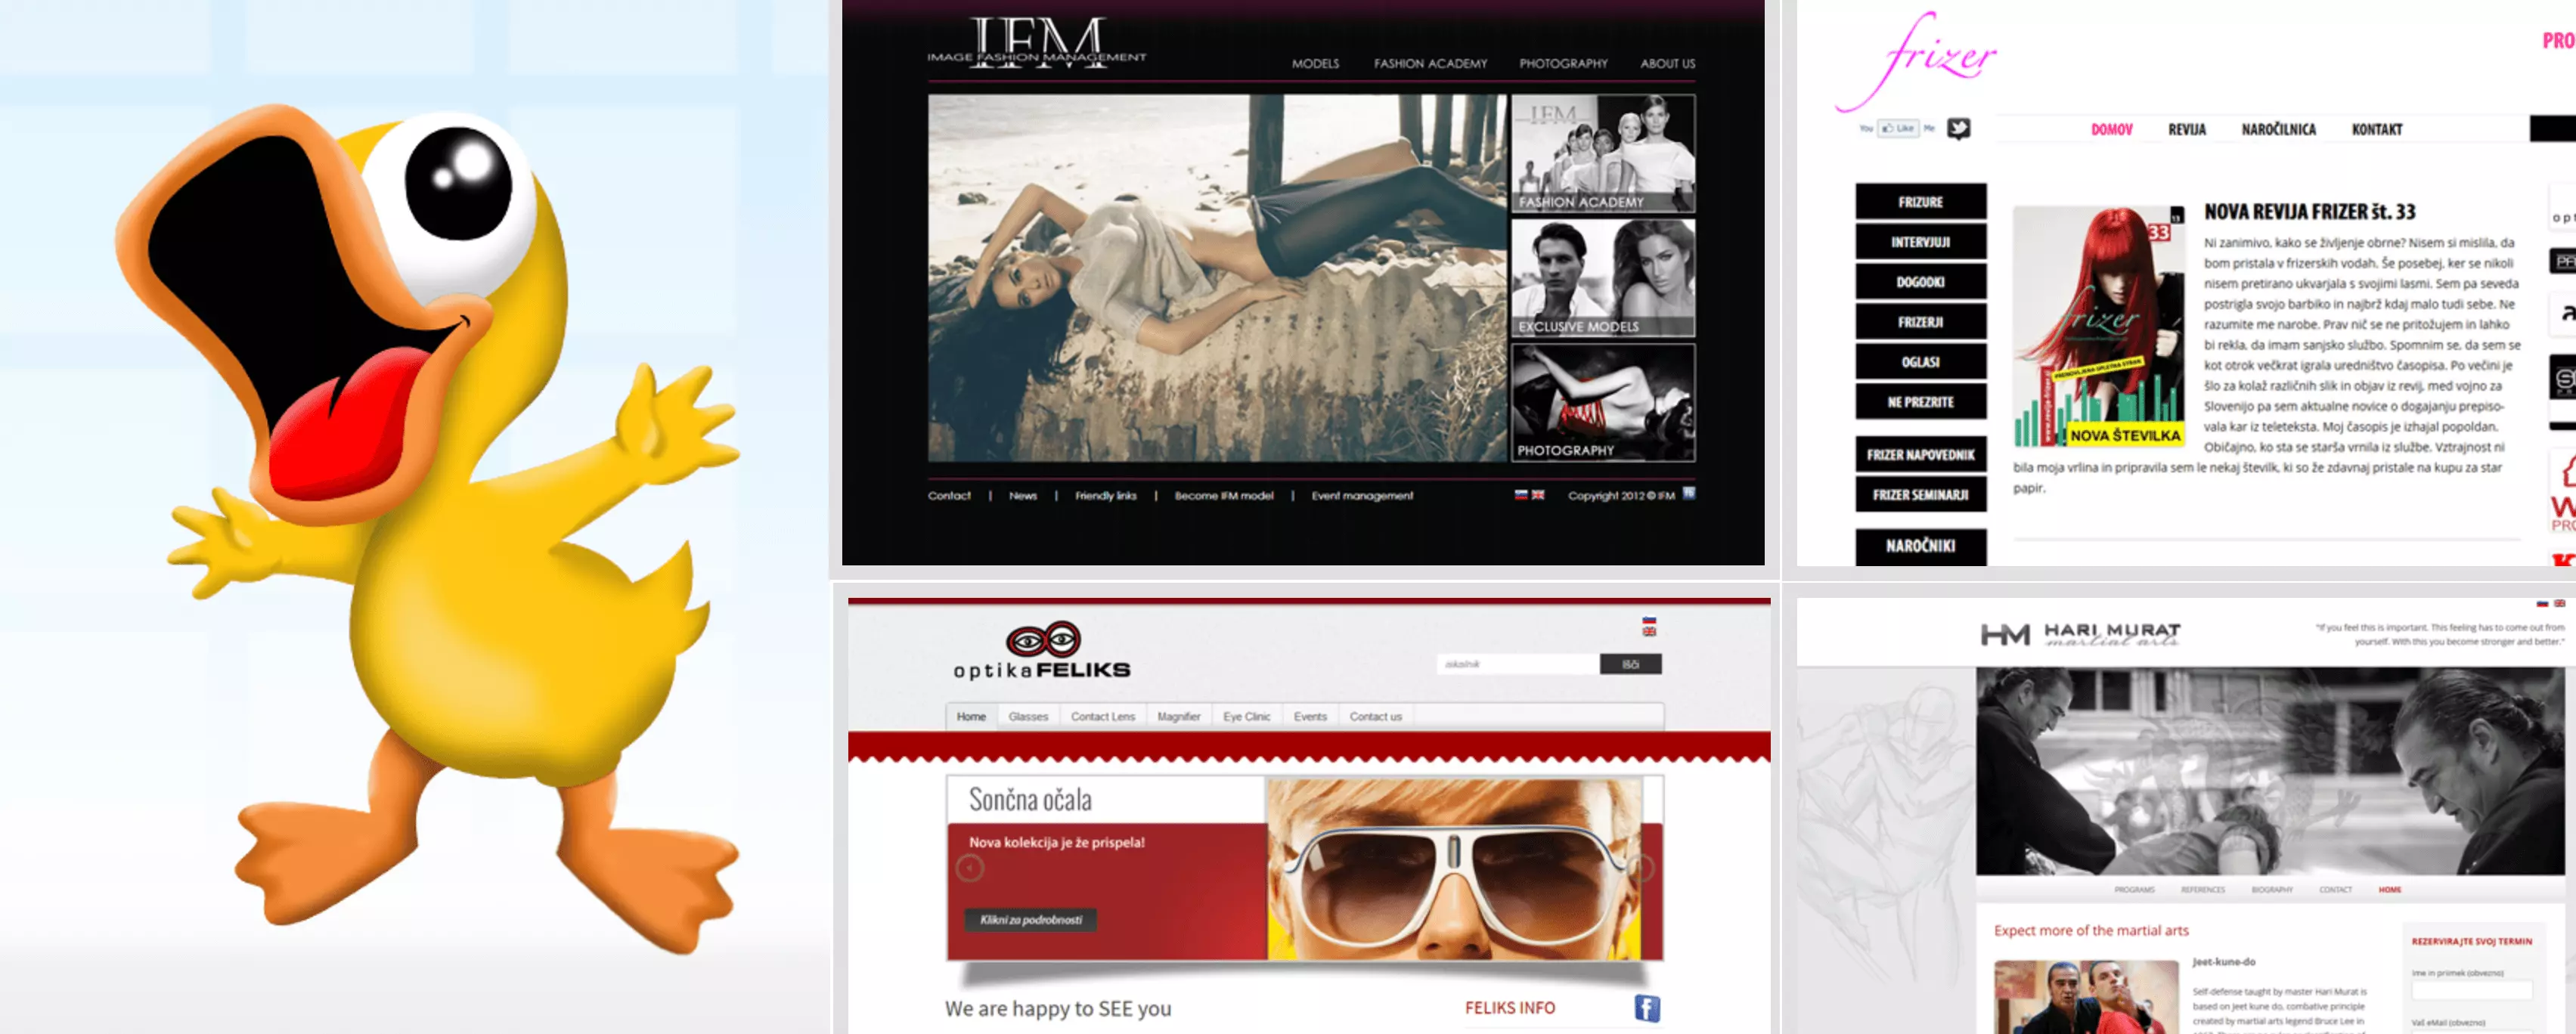 IFM
IMAGE FASHION MANAGEMENT
MODELS FASHION ACADEMY PHOTOGRAPHY ABOUT US
IFM
FASHION ACADEMY
EXCLUSIVE MODELS
PHOTOGRAPHY
Contact | News | Friendly links | Become IFM model | Event management Copyright 2012 © IFM
frizer
PRO
You Like Me
DOMOV REVIJA NAROČILNICA KONTAKT
FRIZURE
INTERVJUJI
DOGODKI
FRIZERJI
OGLASI
NE PREZRITE
FRIZER NAPOVEDNIK
FRIZER SEMINARJI
NAROČNIKI
33
frizer
NOVA ŠTEVILKA
NOVA REVIJA FRIZER št. 33
Ni zanimivo, kako se življenje obrne? Nisem si mislila, da
bom pristala v frizerskih vodah. Še posebej, ker se nikoli
nisem pretirano ukvarjala s svojimi lasmi. Sem pa seveda
postrigla svojo barbiko in najbrž kdaj malo tudi sebe. Ne
razumite me narobe. Prav nič se ne pritožujem in lahko
bi rekla, da imam sanjsko službo. Spomnim se, da sem se
kot otrok večkrat igrala uredništvo časopisa. Po večini je
šlo za kolaž različnih slik in objav iz revij, med vojno za
Slovenijo pa sem aktualne novice o dogajanju prepiso-
vala kar iz teleteksta. Moj časopis je izhajal popoldan.
Običajno, ko sta se starša vrnila iz službe. Vztrajnost ni
bila moja vrlina in pripravila sem le nekaj številk, ki so že zdavnaj pristale na kupu za star
papir.
opt
optika FELIKS
iskalnik Išči
Home Glasses Contact Lens Magnifier Eye Clinic Events Contact us
Sončna očala
Nova kolekcija je že prispela!
Klikni za podrobnosti
We are happy to SEE you
FELIKS INFO
HM HARI MURAT
martial arts
"If you feel this is important. This feeling has to come out from
yourself. With this you become stronger and better."
PROGRAMS REFERENCES BIOGRAPHY CONTACT HOME
Expect more of the martial arts
Jeet-kune-do
Self-defense taught by master Hari Murat is
based on jeet kune do, combative principle
created by martial arts legend Bruce Lee in
REZERVIRAJTE SVOJ TERMIN
Ime in priimek (obvezno)
Vaš eMail (obvezno)